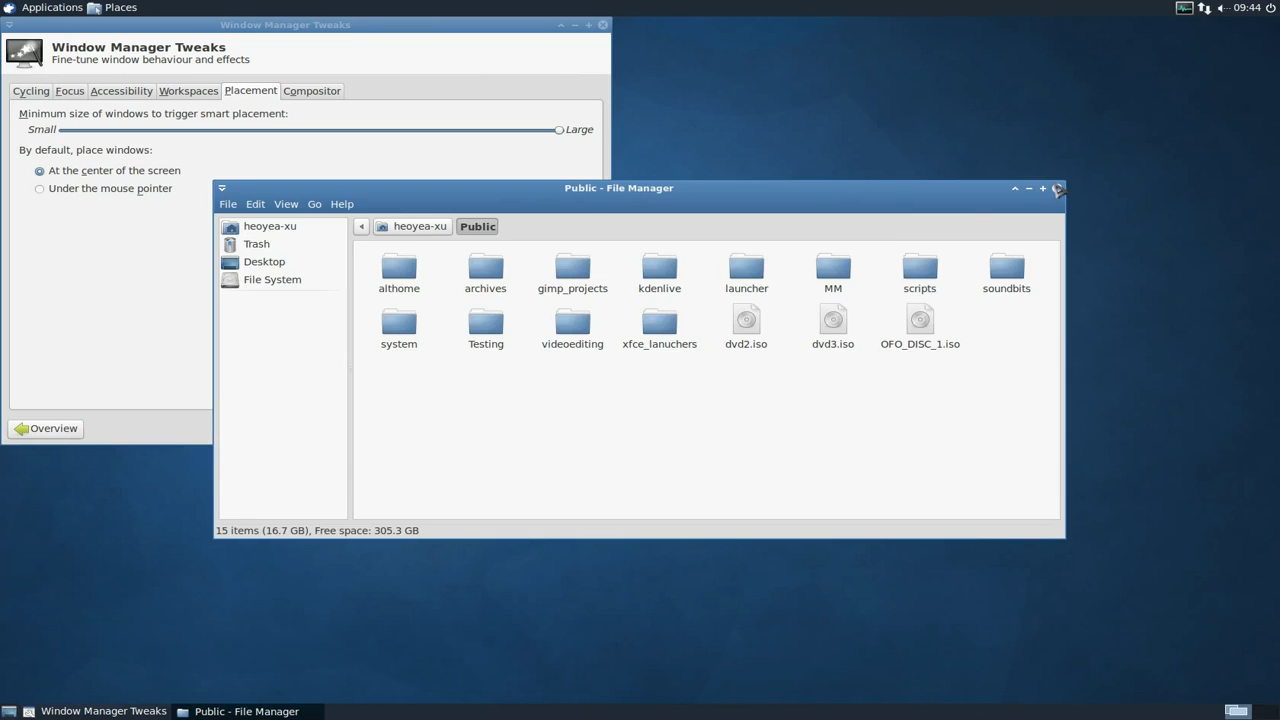 Applications Places 09:44
Window Manager Tweaks
Window Manager Tweaks
Fine-tune window behaviour and effects
Cycling Focus Accessibility Workspaces Placement Compositor
Minimum size of windows to trigger smart placement:
Small Large
By default, place windows:
At the center of the screen
Under the mouse pointer
Overview
Public - File Manager
File Edit View Go Help
heoyea-xu
Trash
Desktop
File System
heoyea-xu Public
althome archives gimp_projects kdenlive launcher MM scripts soundbits
system Testing videoediting xfce_lanuchers dvd2.iso dvd3.iso OFO_DISC_1.iso
15 items (16.7 GB), Free space: 305.3 GB
Window Manager Tweaks Public - File Manager